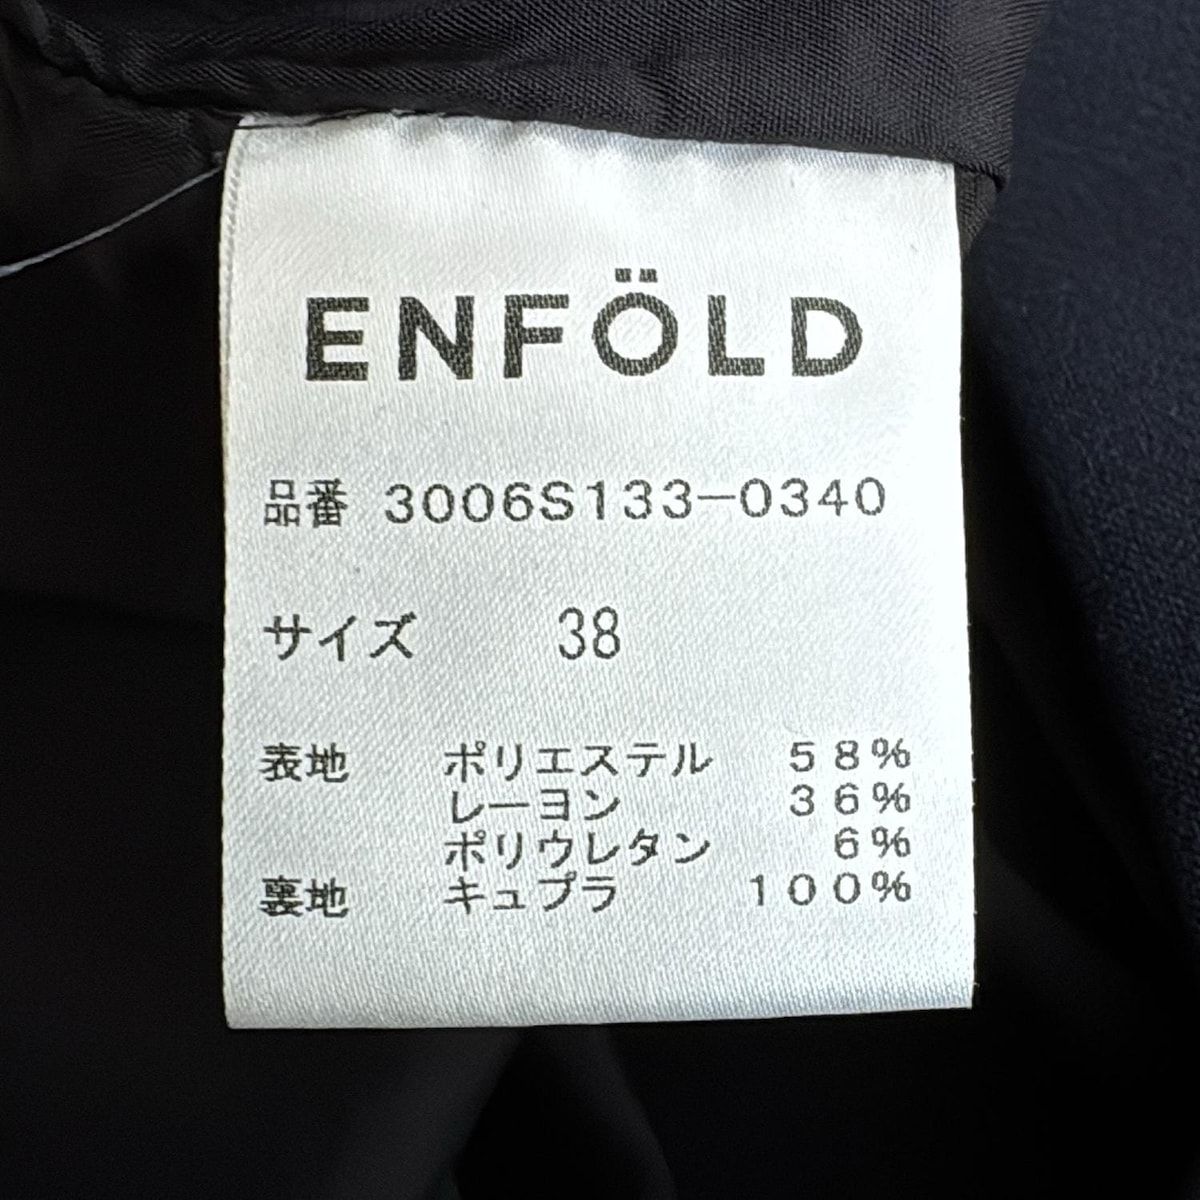 ENFÖLD
品番 3006S133-0340
サイズ 38
表地 ポリエステル 58%
レーヨン 36%
ポリウレタン 6%
裏地 キュプラ 100%